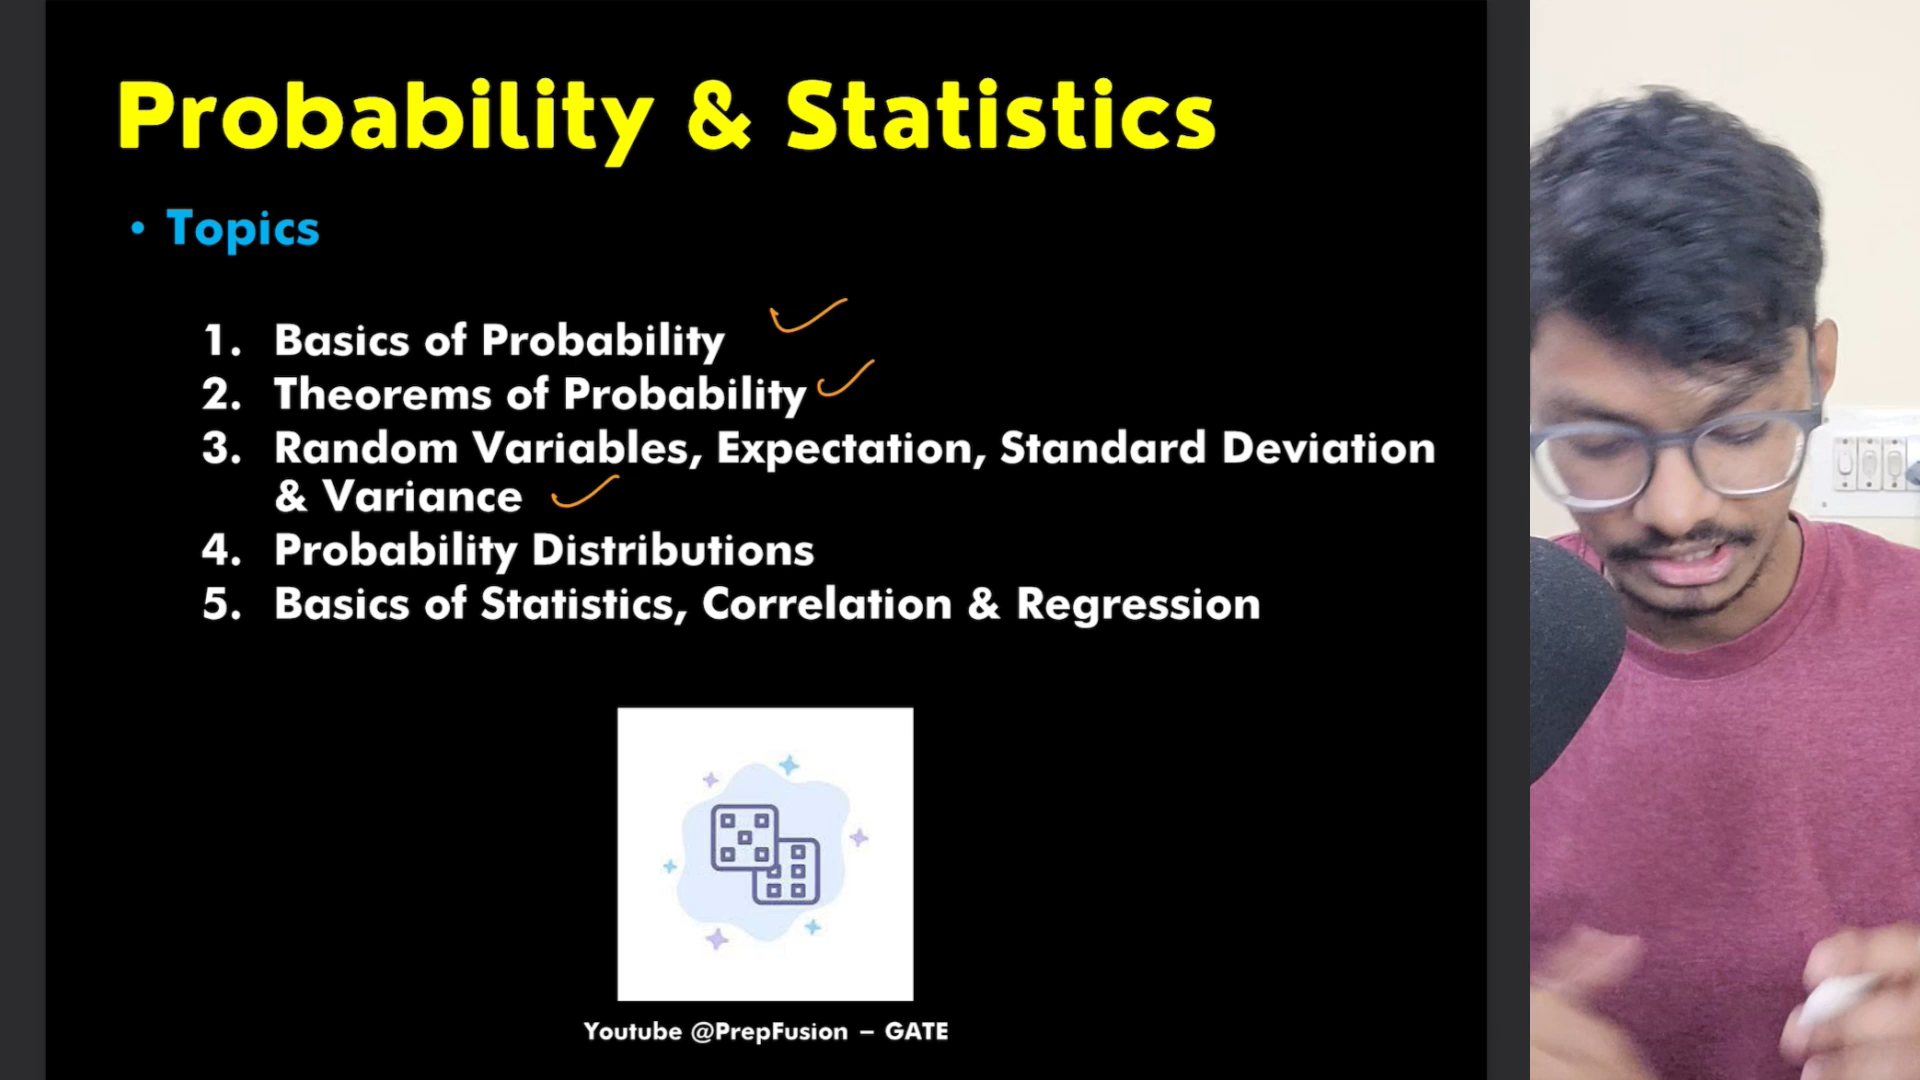 Probability & Statistics
• Topics
1. Basics of Probability
2. Theorems of Probability
3. Random Variables, Expectation, Standard Deviation
& Variance
4. Probability Distributions
5. Basics of Statistics, Correlation & Regression
Youtube @PrepFusion – GATE